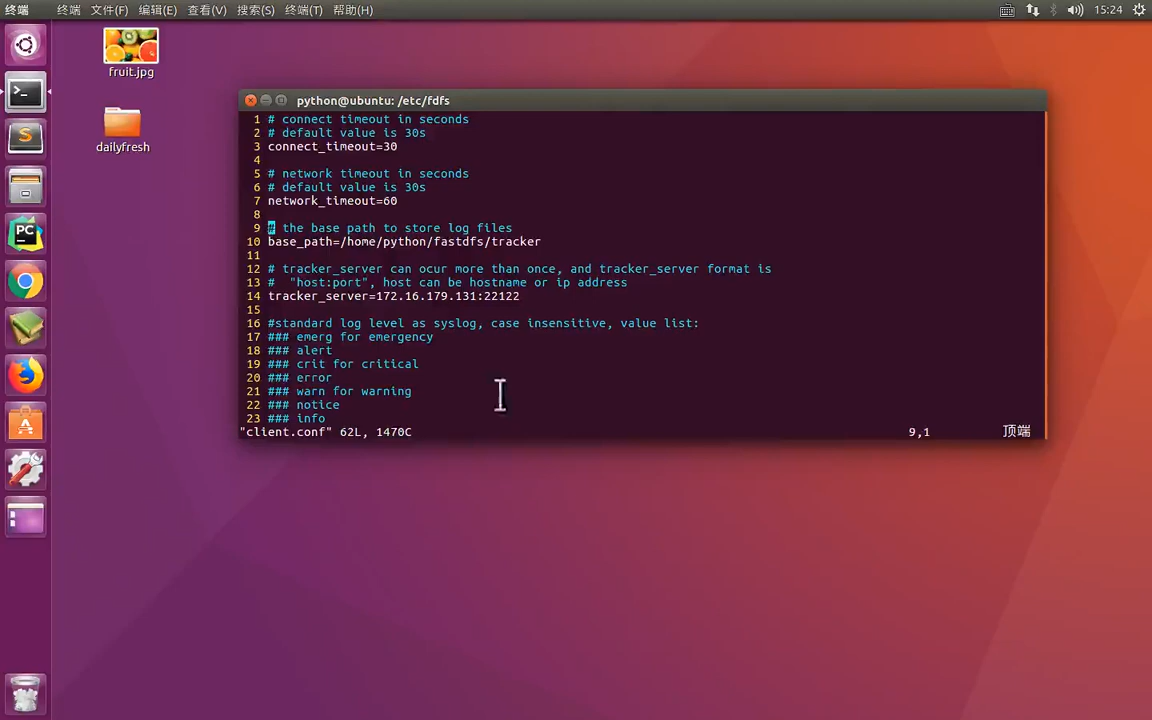 终端 终端 文件(F) 编辑(E) 查看(V) 搜索(S) 终端(T) 帮助(H) 15:24
fruit.jpg
dailyfresh
python@ubuntu: /etc/fdfs
1 # connect timeout in seconds
2 # default value is 30s
3 connect_timeout=30
4
5 # network timeout in seconds
6 # default value is 30s
7 network_timeout=60
8
9 # the base path to store log files
10 base_path=/home/python/fastdfs/tracker
11
12 # tracker_server can ocur more than once, and tracker_server format is
13 #  "host:port", host can be hostname or ip address
14 tracker_server=172.16.179.131:22122
15
16 #standard log level as syslog, case insensitive, value list:
17 ### emerg for emergency
18 ### alert
19 ### crit for critical
20 ### error
21 ### warn for warning
22 ### notice
23 ### info
"client.conf" 62L, 1470C 9,1 顶端